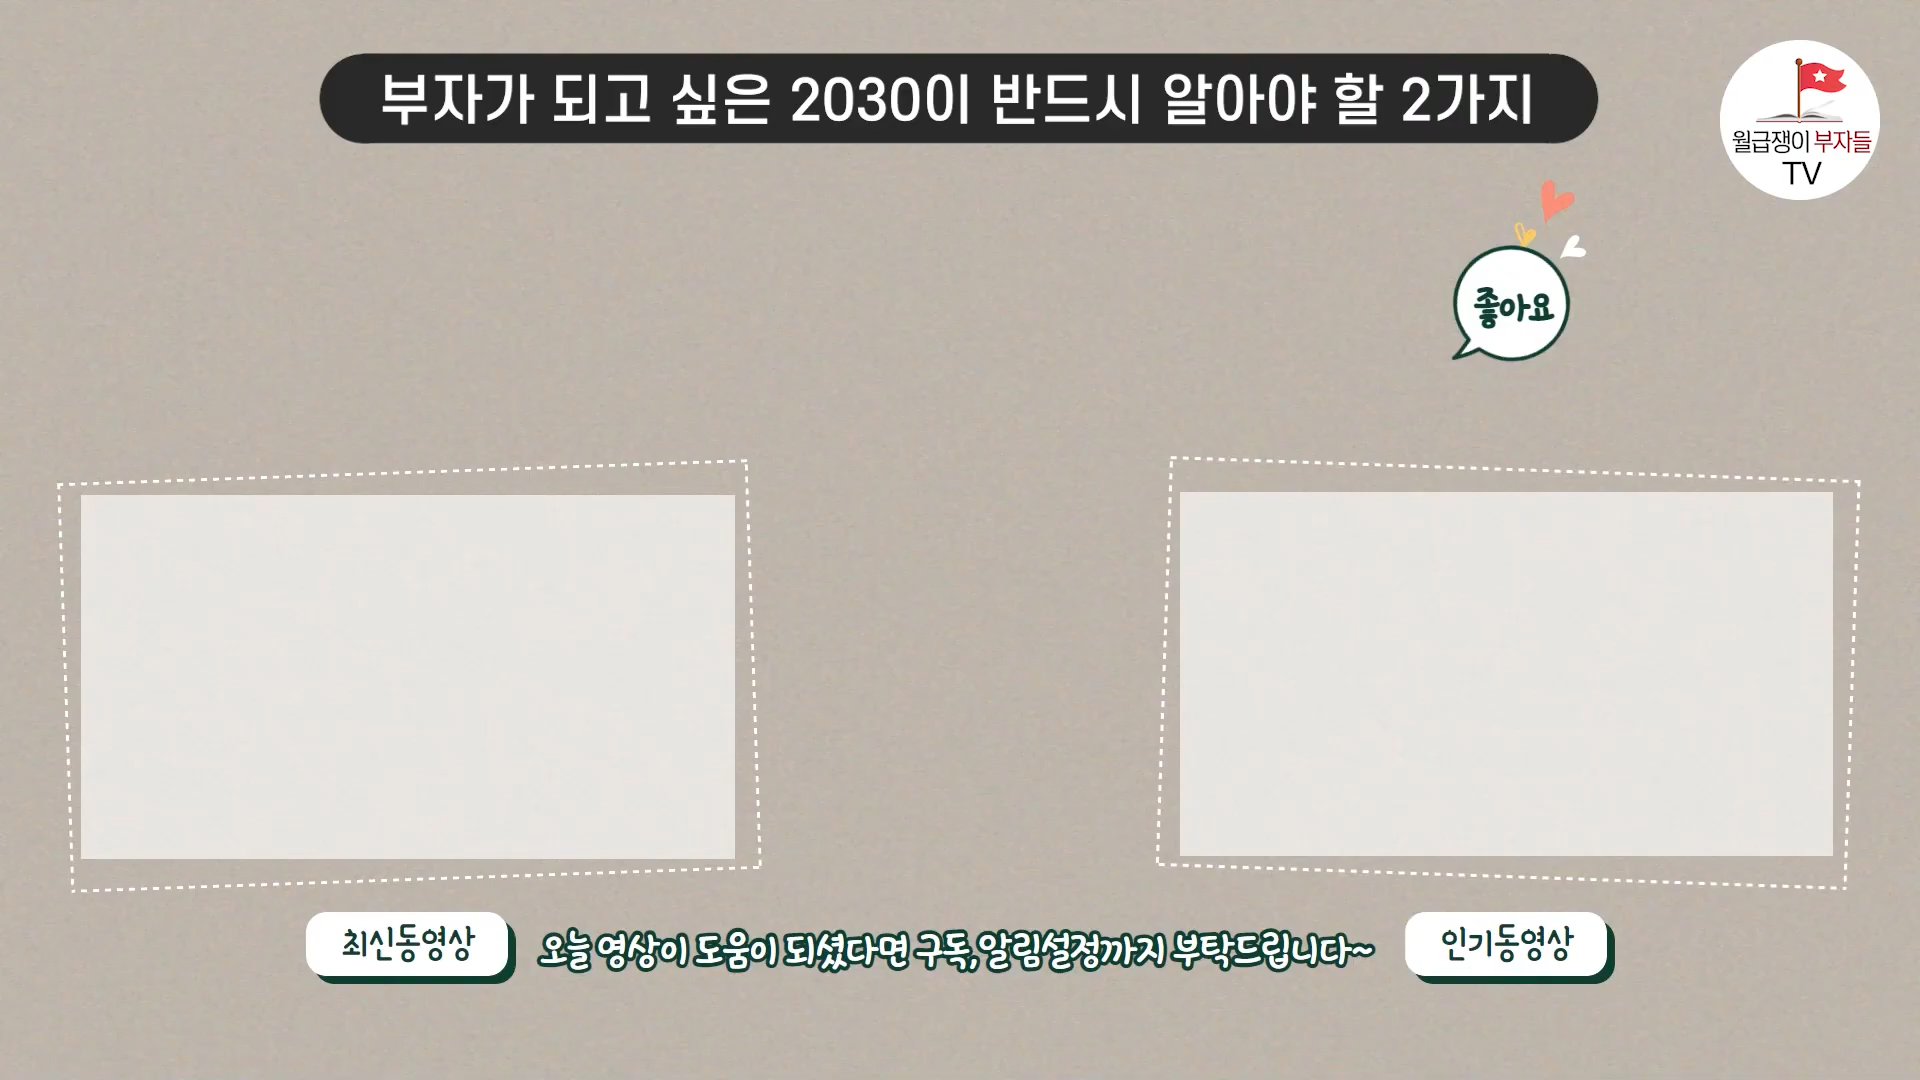 부자가 되고 싶은 2030이 반드시 알아야 할 2가지
월급쟁이 부자들
TV
좋아요
최신동영상
오늘 영상이 도움이 되셨다면 구독, 알림설정까지 부탁드립니다~
인기동영상